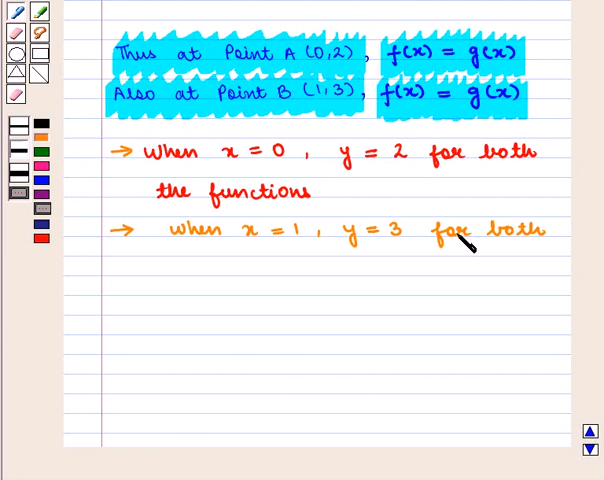 Thus at Point A (0,2), f(x) = g(x)
Also at Point B (1,3), f(x) = g(x)
→ When x = 0, y = 2 for both
the functions
→ when x = 1, y = 3 for both